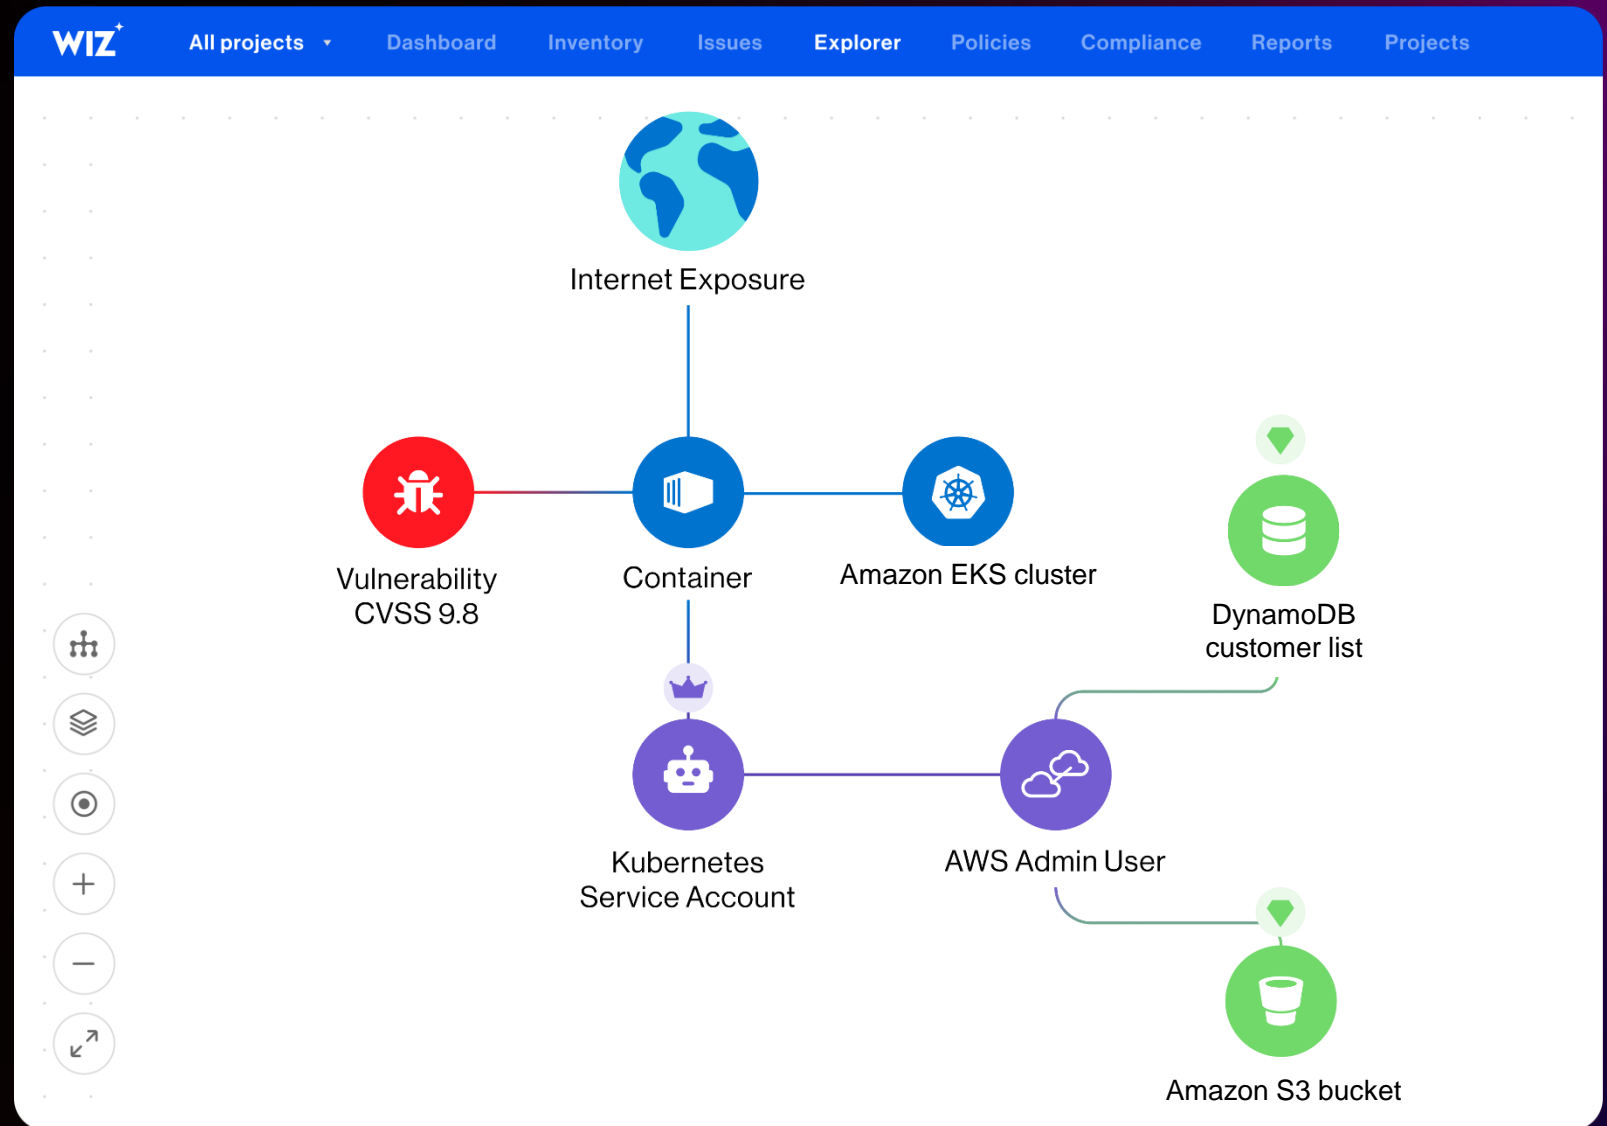 WIZ
All projects
Dashboard
Inventory
Issues
Explorer
Policies
Compliance
Reports
Projects
Internet Exposure
Vulnerability
CVSS 9.8
Container
Amazon EKS cluster
DynamoDB
customer list
Kubernetes
Service Account
AWS Admin User
Amazon S3 bucket